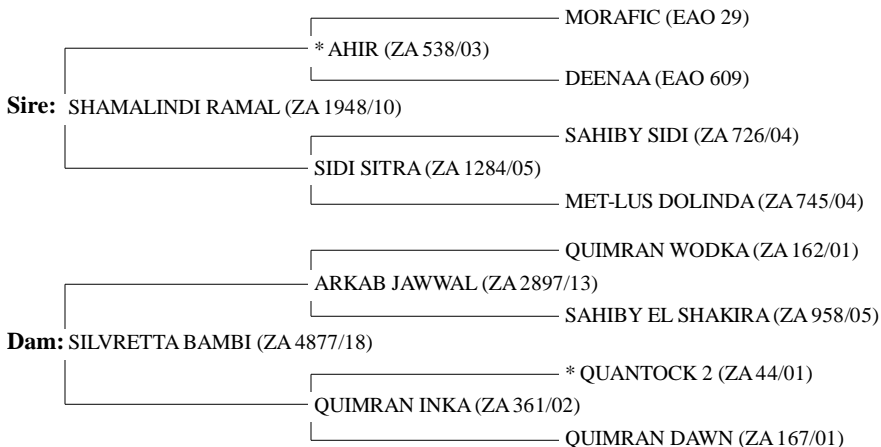 MORAFIC (EAO 29)
* AHIR (ZA 538/03)
DEENAA (EAO 609)
Sire: SHAMALINDI RAMAL (ZA 1948/10)
SAHIBY SIDI (ZA 726/04)
SIDI SITRA (ZA 1284/05)
MET-LUS DOLINDA (ZA 745/04)
QUIMRAN WODKA (ZA 162/01)
ARKAB JAWWAL (ZA 2897/13)
SAHIBY EL SHAKIRA (ZA 958/05)
Dam: SILVRETTA BAMBI (ZA 4877/18)
* QUANTOCK 2 (ZA 44/01)
QUIMRAN INKA (ZA 361/02)
QUIMRAN DAWN (ZA 167/01)